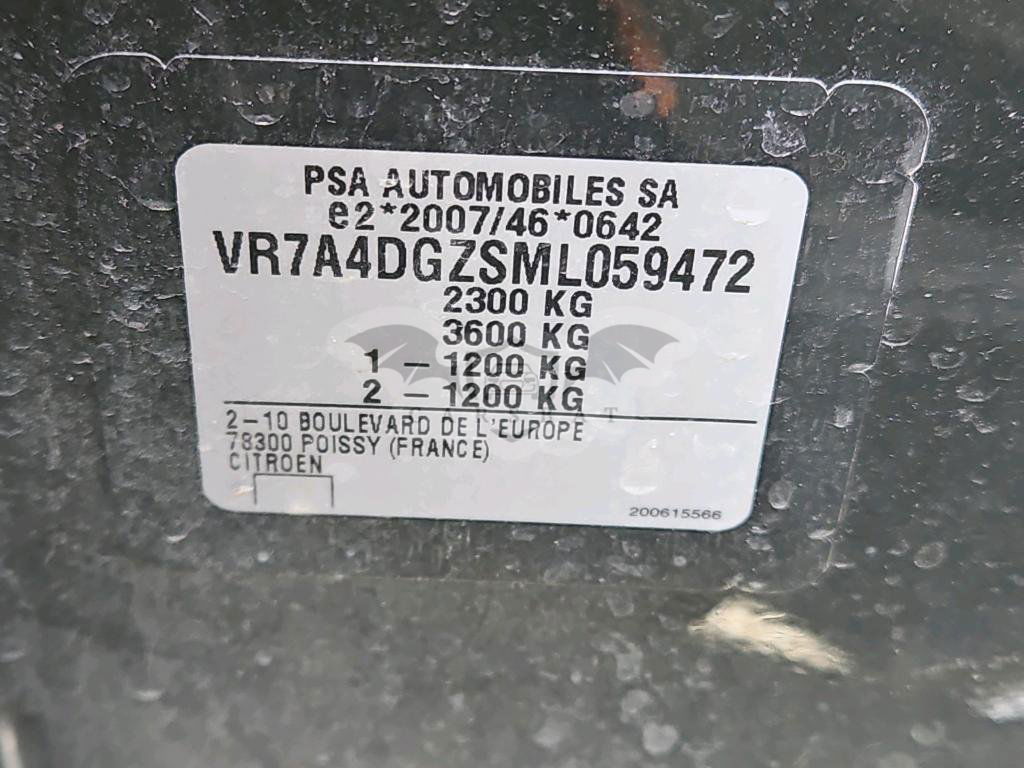 PSA AUTOMOBILES SA
e2*2007/46*0642
VR7A4DGZSML059472
2300 KG
3600 KG
1 - 1200 KG
2 - 1200 KG
2-10 BOULEVARD DE L'EUROPE
78300 POISSY (FRANCE)
CITROEN
200615566